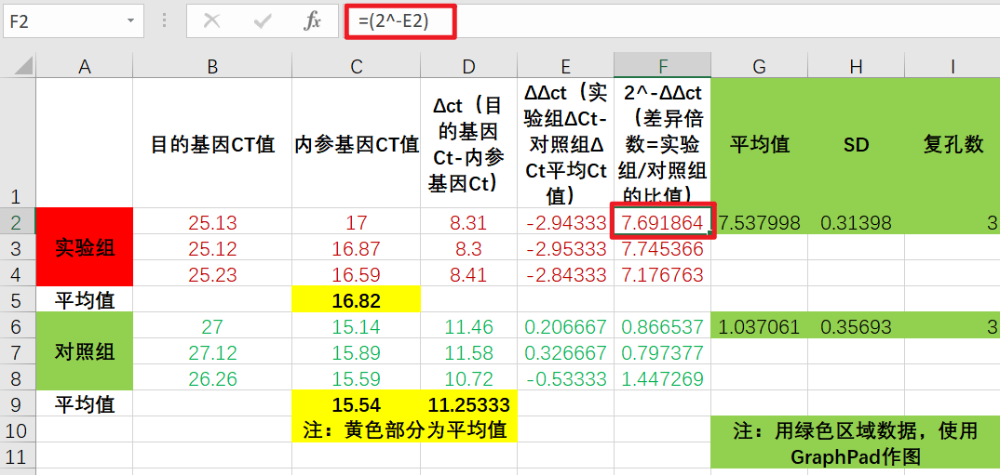 F2 fx =(2^-E2)
A B C D E F G H I
1 目的基因CT值 内参基因CT值 Δct（目的基因Ct-内参基因Ct） ΔΔct（实验组ΔCt-对照组ΔCt平均Ct值） 2^-ΔΔct（差异倍数=实验组/对照组的比值） 平均值 SD 复孔数
2 25.13 17 8.31 -2.94333 7.691864 7.537998 0.31398 3
3 实验组 25.12 16.87 8.3 -2.95333 7.745366
4 25.23 16.59 8.41 -2.84333 7.176763
5 平均值 16.82
6 27 15.14 11.46 0.206667 0.866537 1.037061 0.35693 3
7 对照组 27.12 15.89 11.58 0.326667 0.797377
8 26.26 15.59 10.72 -0.53333 1.447269
9 平均值 15.54 11.25333
10 注：黄色部分为平均值 注：用绿色区域数据，使用
11 GraphPad作图